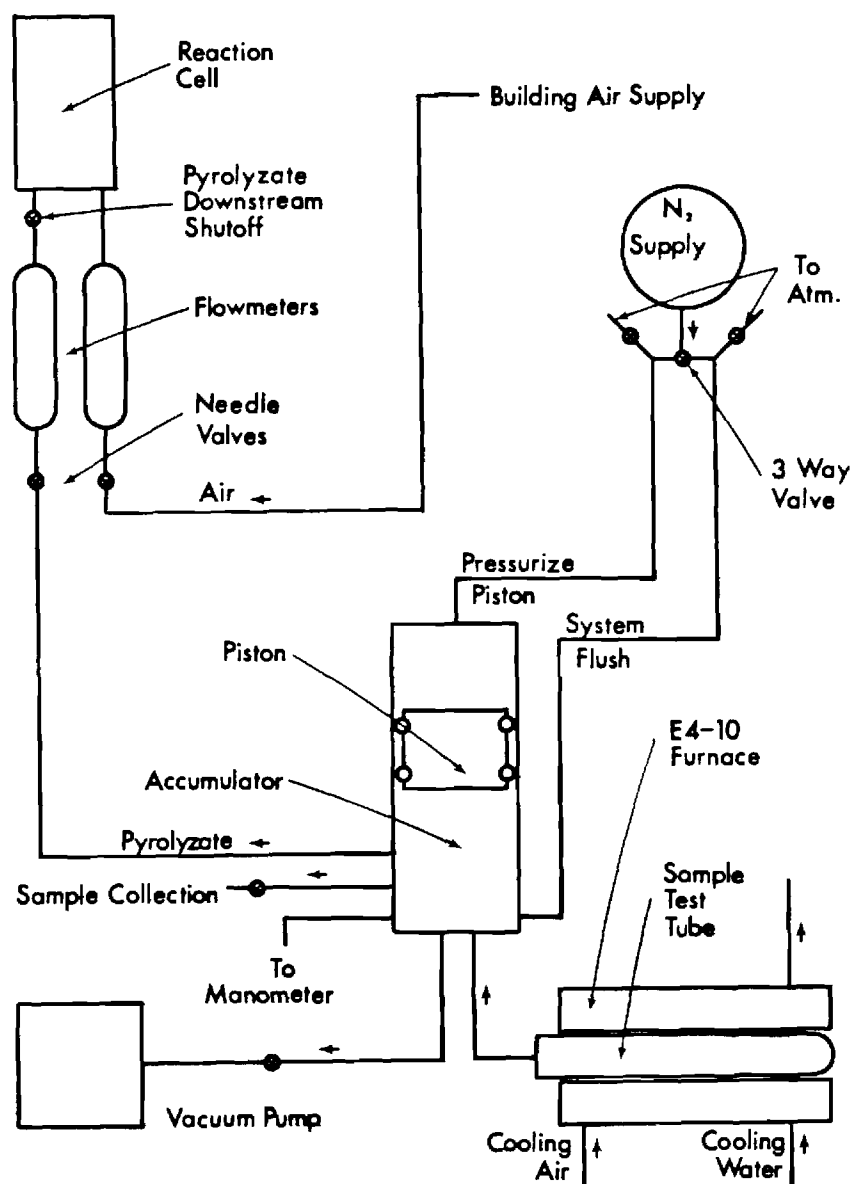 Reaction
Cell
Building Air Supply
Pyrolyzate
Downstream
Shutoff
N,
Supply
To
Atm.
Flowmeters
Needle
Valves
Air
3 Way
Valve
Pressurize
Piston
System
Flush
Piston
E4-10
Furnace
Accumulator
Pyrolyzate
Sample Collection
Sample
Test
Tube
To
Manometer
Vacuum Pump
Cooling
Air
Cooling
Water